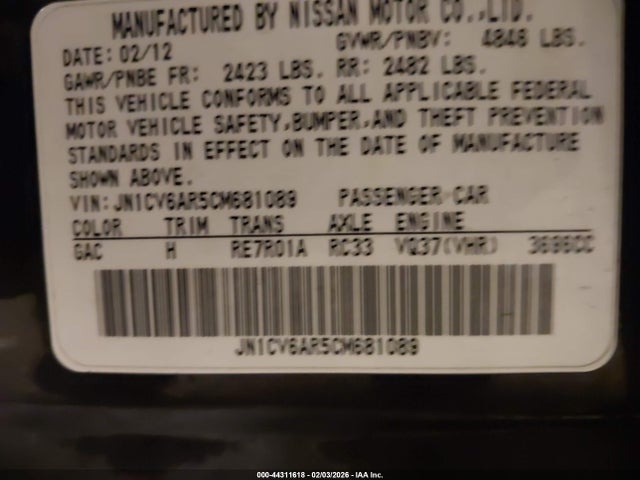 MANUFACTURED BY NISSAN MOTOR CO.,LTD.
DATE: 02/12 GVWR/PNBV: 4848 LBS.
GAWR/PNBE FR: 2423 LBS. RR: 2482 LBS.
THIS VEHICLE CONFORMS TO ALL APPLICABLE FEDERAL
MOTOR VEHICLE SAFETY,BUMPER,AND THEFT PREVENTION
STANDARDS IN EFFECT ON THE DATE OF MANUFACTURE
SHOWN ABOVE.
VIN:JN1CV6AR5CM681089 PASSENGER CAR
COLOR TRIM TRANS AXLE ENGINE
GAC H RE7R01A RC33 VQ37(VHR) 3696CC
JN1CV6AR5CM681089
000-44311618 - 02/03/2026 - IAA Inc.